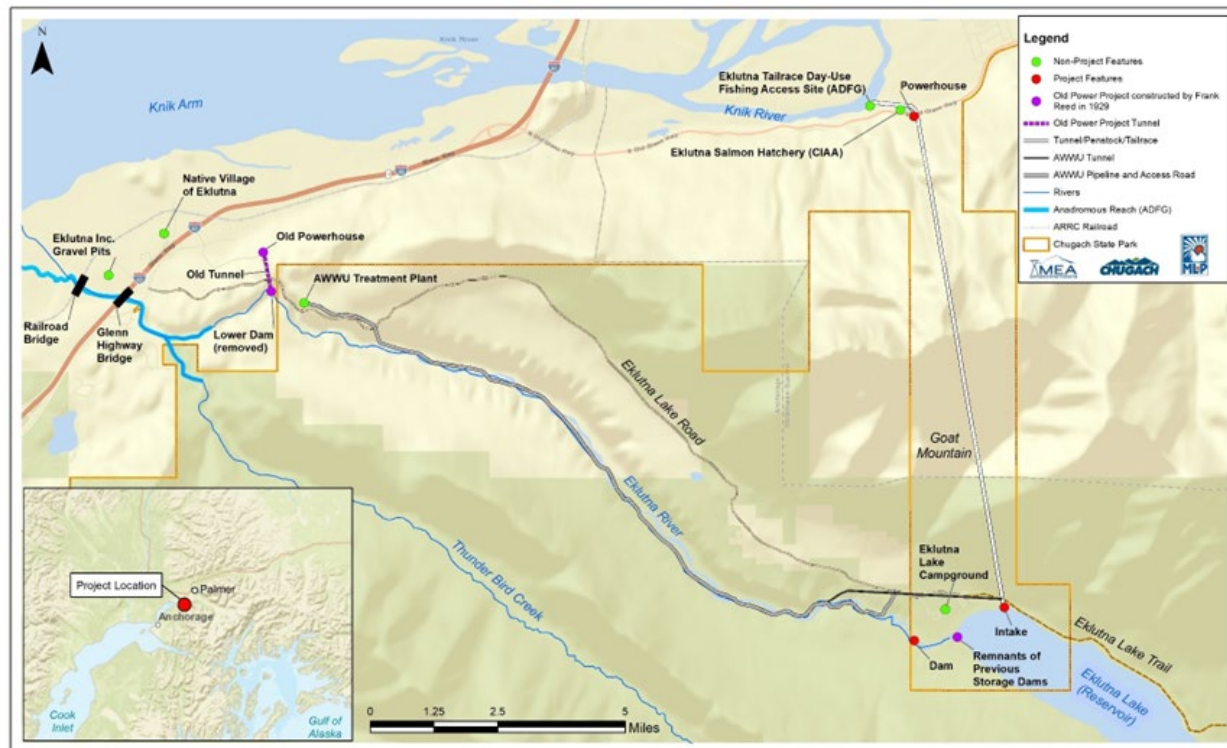 N
Knik Arm
Knik River
Eklutna Tailrace Day-Use
Fishing Access Site (ADFG)
Powerhouse
Knik River
Eklutna Salmon Hatchery (CIAA)
Native Village
of Eklutna
Eklutna Inc.
Gravel Pits
Old Powerhouse
Old Tunnel
AWWU Treatment Plant
Railroad
Bridge
Glenn
Highway
Bridge
Lower Dam
(removed)
Eklutna Lake Road
Goat
Mountain
Eklutna River
Thunder Bird Creek
Eklutna
Lake
Campground
Intake
Dam
Remnants of
Previous
Storage Dams
Eklutna Lake Trail
Eklutna Lake
(Reservoir)
Legend
Non-Project Features
Project Features
Old Power Project constructed by Frank
Reed in 1929
Old Power Project Tunnel
Tunnel/Penstock/Tailrace
AWWU Tunnel
AWWU Pipeline and Access Road
Rivers
Anadromous Reach (ADFG)
ARRC Railroad
Chugach State Park
MEA
CHUGACH
ML&P
Project Location
Palmer
Anchorage
Cook
Inlet
Gulf of
Alaska
0 1.25 2.5 5
Miles